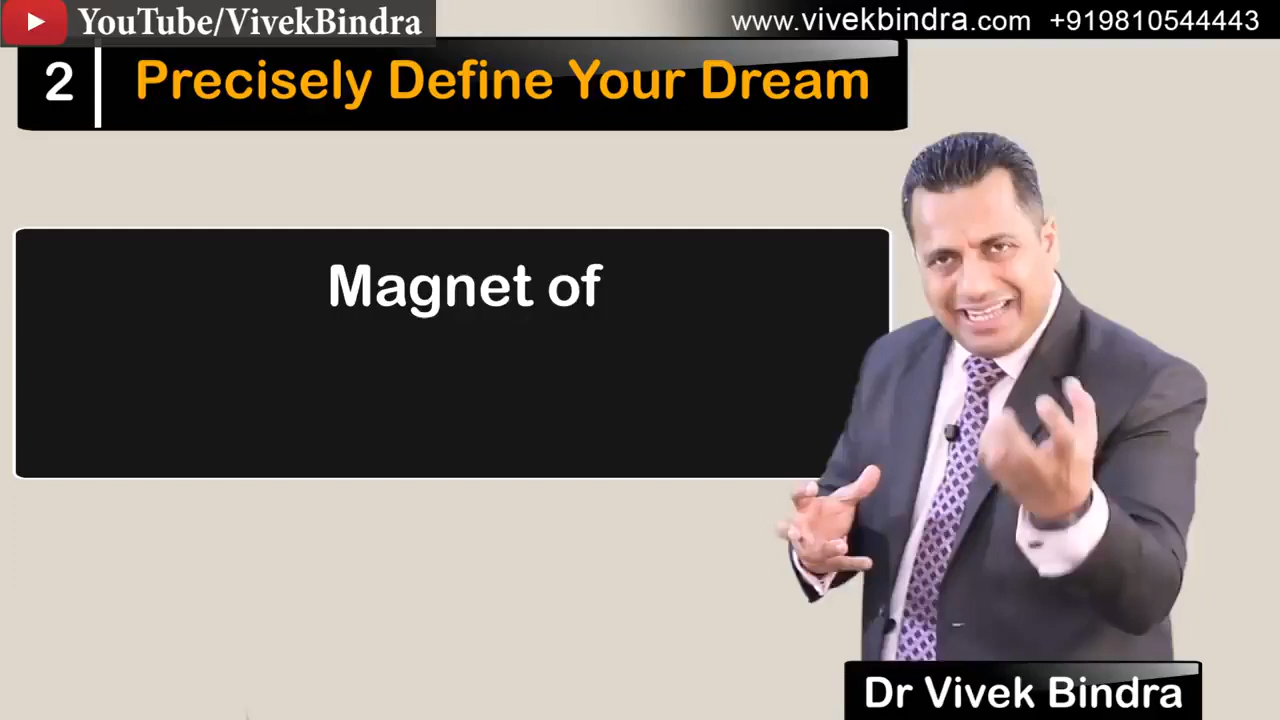 YouTube/VivekBindra
www.vivekbindra.com +919810544443
2 Precisely Define Your Dream
Magnet of
Dr Vivek Bindra